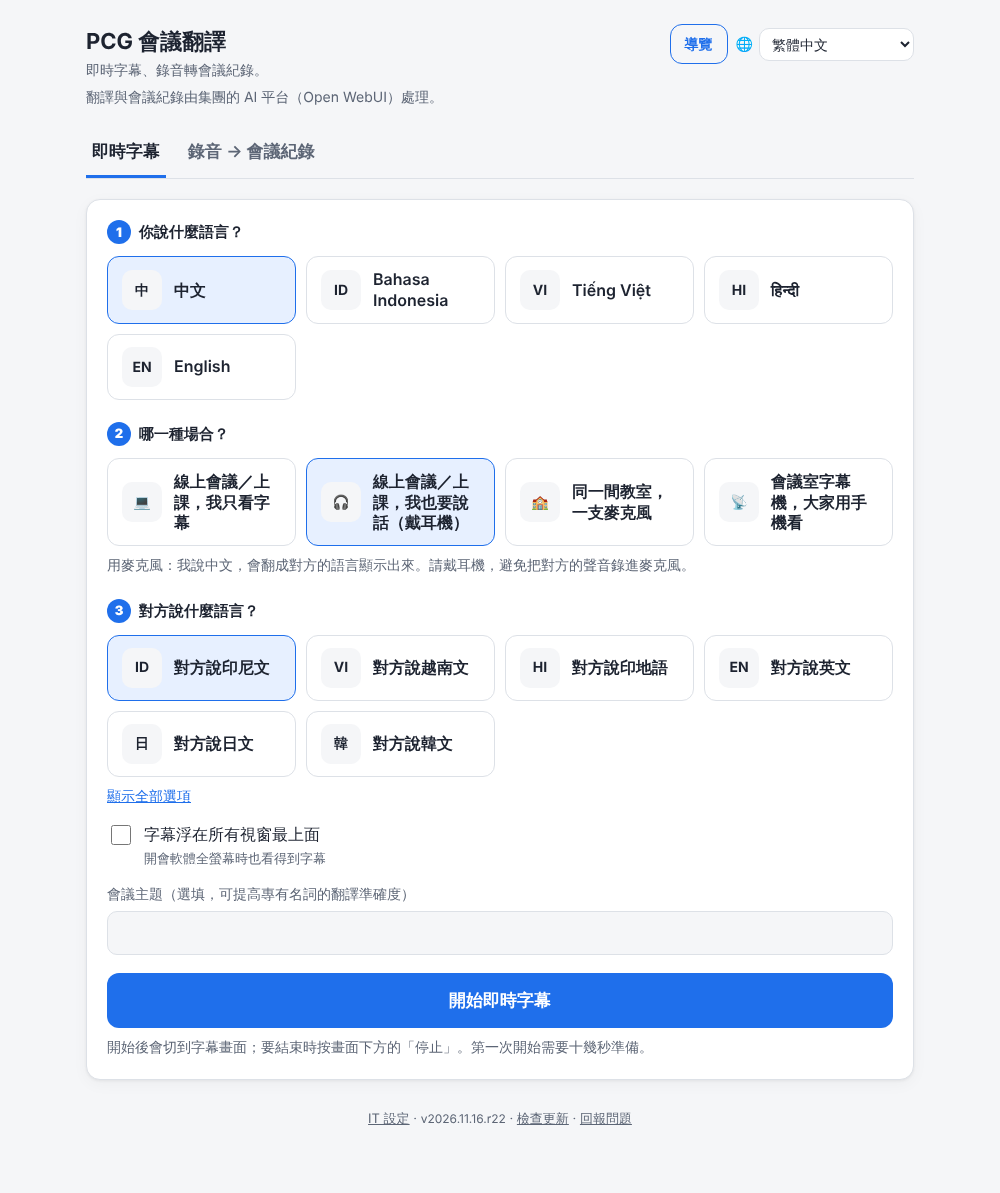 PCG 會議翻譯
即時字幕、錄音轉會議紀錄。
翻譯與會議紀錄由集團的 AI 平台（Open WebUI）處理。
導覽
繁體中文
即時字幕
錄音 → 會議紀錄
1 你說什麼語言？
中 中文
ID Bahasa
Indonesia
VI Tiếng Việt
HI हिन्दी
EN English
2 哪一種場合？
線上會議／上
課，我只看字
幕
線上會議／上
課，我也要說
話（戴耳機）
同一間教室，
一支麥克風
會議室字幕
機，大家用手
機看
用麥克風：我說中文，會翻成對方的語言顯示出來。請戴耳機，避免把對方的聲音錄進麥克風。
3 對方說什麼語言？
ID 對方說印尼文
VI 對方說越南文
HI 對方說印地語
EN 對方說英文
日 對方說日文
韓 對方說韓文
顯示全部選項
字幕浮在所有視窗最上面
開會軟體全螢幕時也看得到字幕
會議主題（選填，可提高專有名詞的翻譯準確度）
開始即時字幕
開始後會切到字幕畫面；要結束時按畫面下方的「停止」。第一次開始需要十幾秒準備。
IT 設定 · v2026.11.16.r22 · 檢查更新 · 回報問題